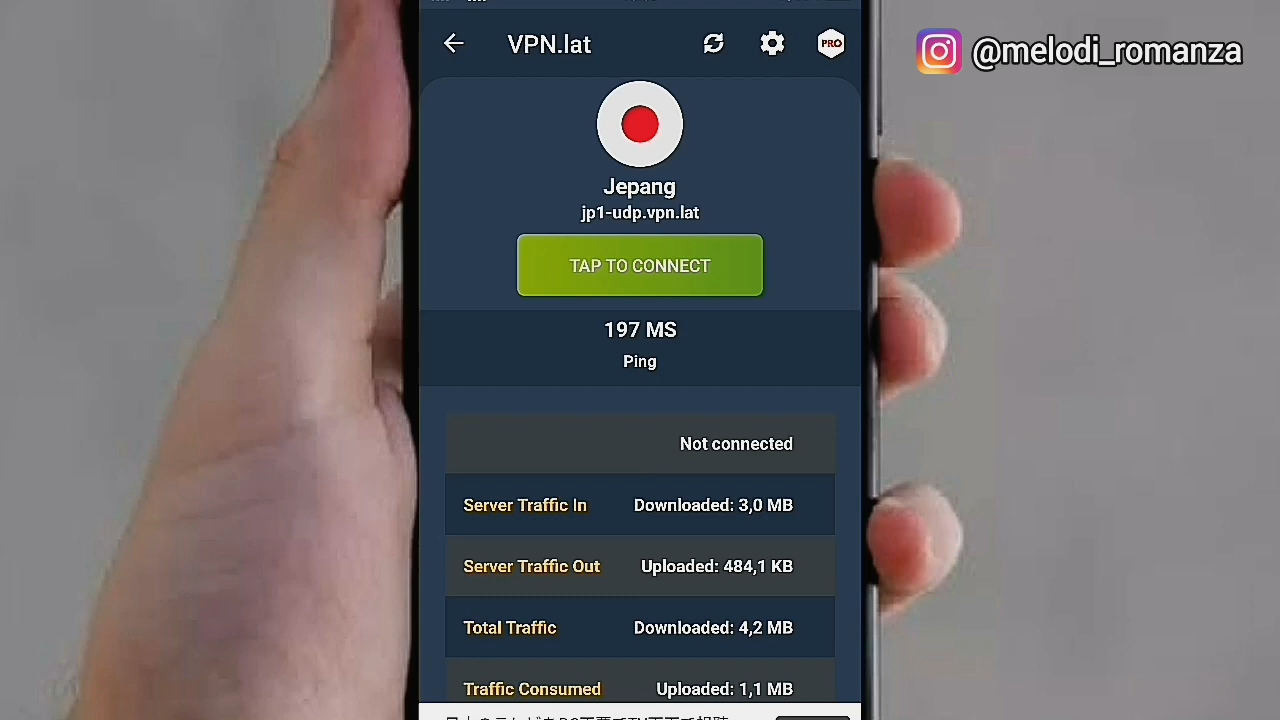 VPN.lat
PRO
@melodi_romanza
Jepang
jp1-udp.vpn.lat
TAP TO CONNECT
197 MS
Ping
Not connected
Server Traffic In Downloaded: 3,0 MB
Server Traffic Out Uploaded: 484,1 KB
Total Traffic Downloaded: 4,2 MB
Traffic Consumed Uploaded: 1,1 MB